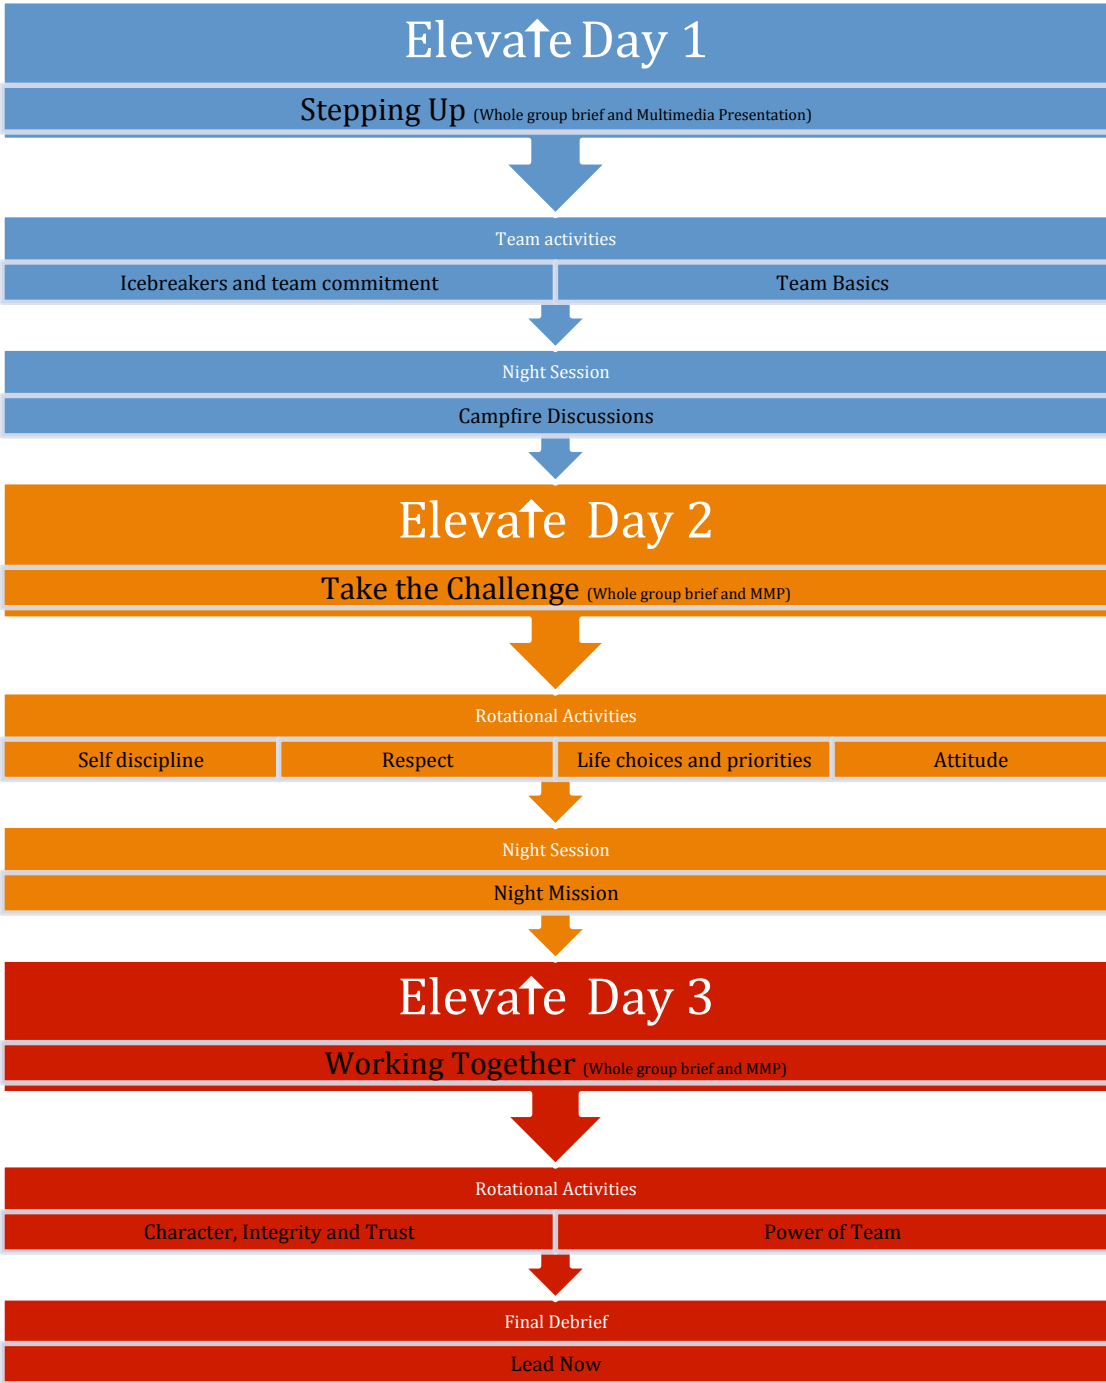 Elevate Day 1
Stepping Up (Whole group brief and Multimedia Presentation)
Team activities
Icebreakers and team commitment
Team Basics
Night Session
Campfire Discussions
Elevate Day 2
Take the Challenge (Whole group brief and MMP)
Rotational Activities
Self discipline
Respect
Life choices and priorities
Attitude
Night Session
Night Mission
Elevate Day 3
Working Together (Whole group brief and MMP)
Rotational Activities
Character, Integrity and Trust
Power of Team
Final Debrief
Lead Now